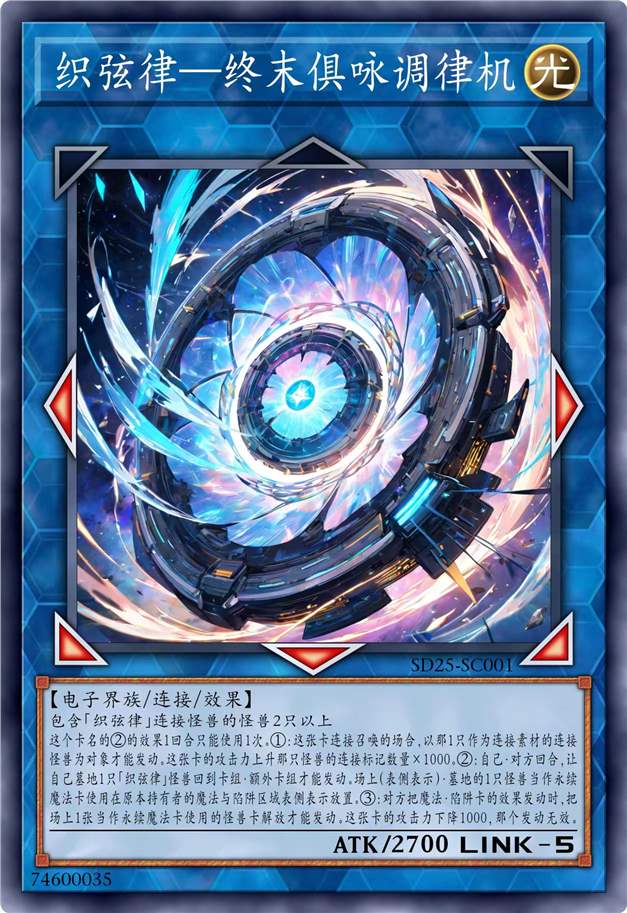 织弦律—终末俱咏调律机 光
SD25-SC001
【电子界族/连接/效果】
包含「织弦律」连接怪兽的怪兽2只以上
这个卡名的②的效果1回合只能使用1次。①:这张卡连接召唤的场合,以那1只作为连接素材的连接
怪兽为对象才能发动。这张卡的攻击力上升那只怪兽的连接标记数量×1000。②:自己·对方回合,让
自己墓地1只「织弦律」怪兽回到卡组·额外卡组才能发动。场上(表侧表示)·墓地的1只怪兽当作永续
魔法卡使用在原本持有者的魔法与陷阱区域表侧表示放置。③:对方把魔法·陷阱卡的效果发动时,把
场上1张当作永续魔法卡使用的怪兽卡解放才能发动。这张卡的攻击力下降1000,那个发动无效。
ATK/2700 LINK-5
74600035